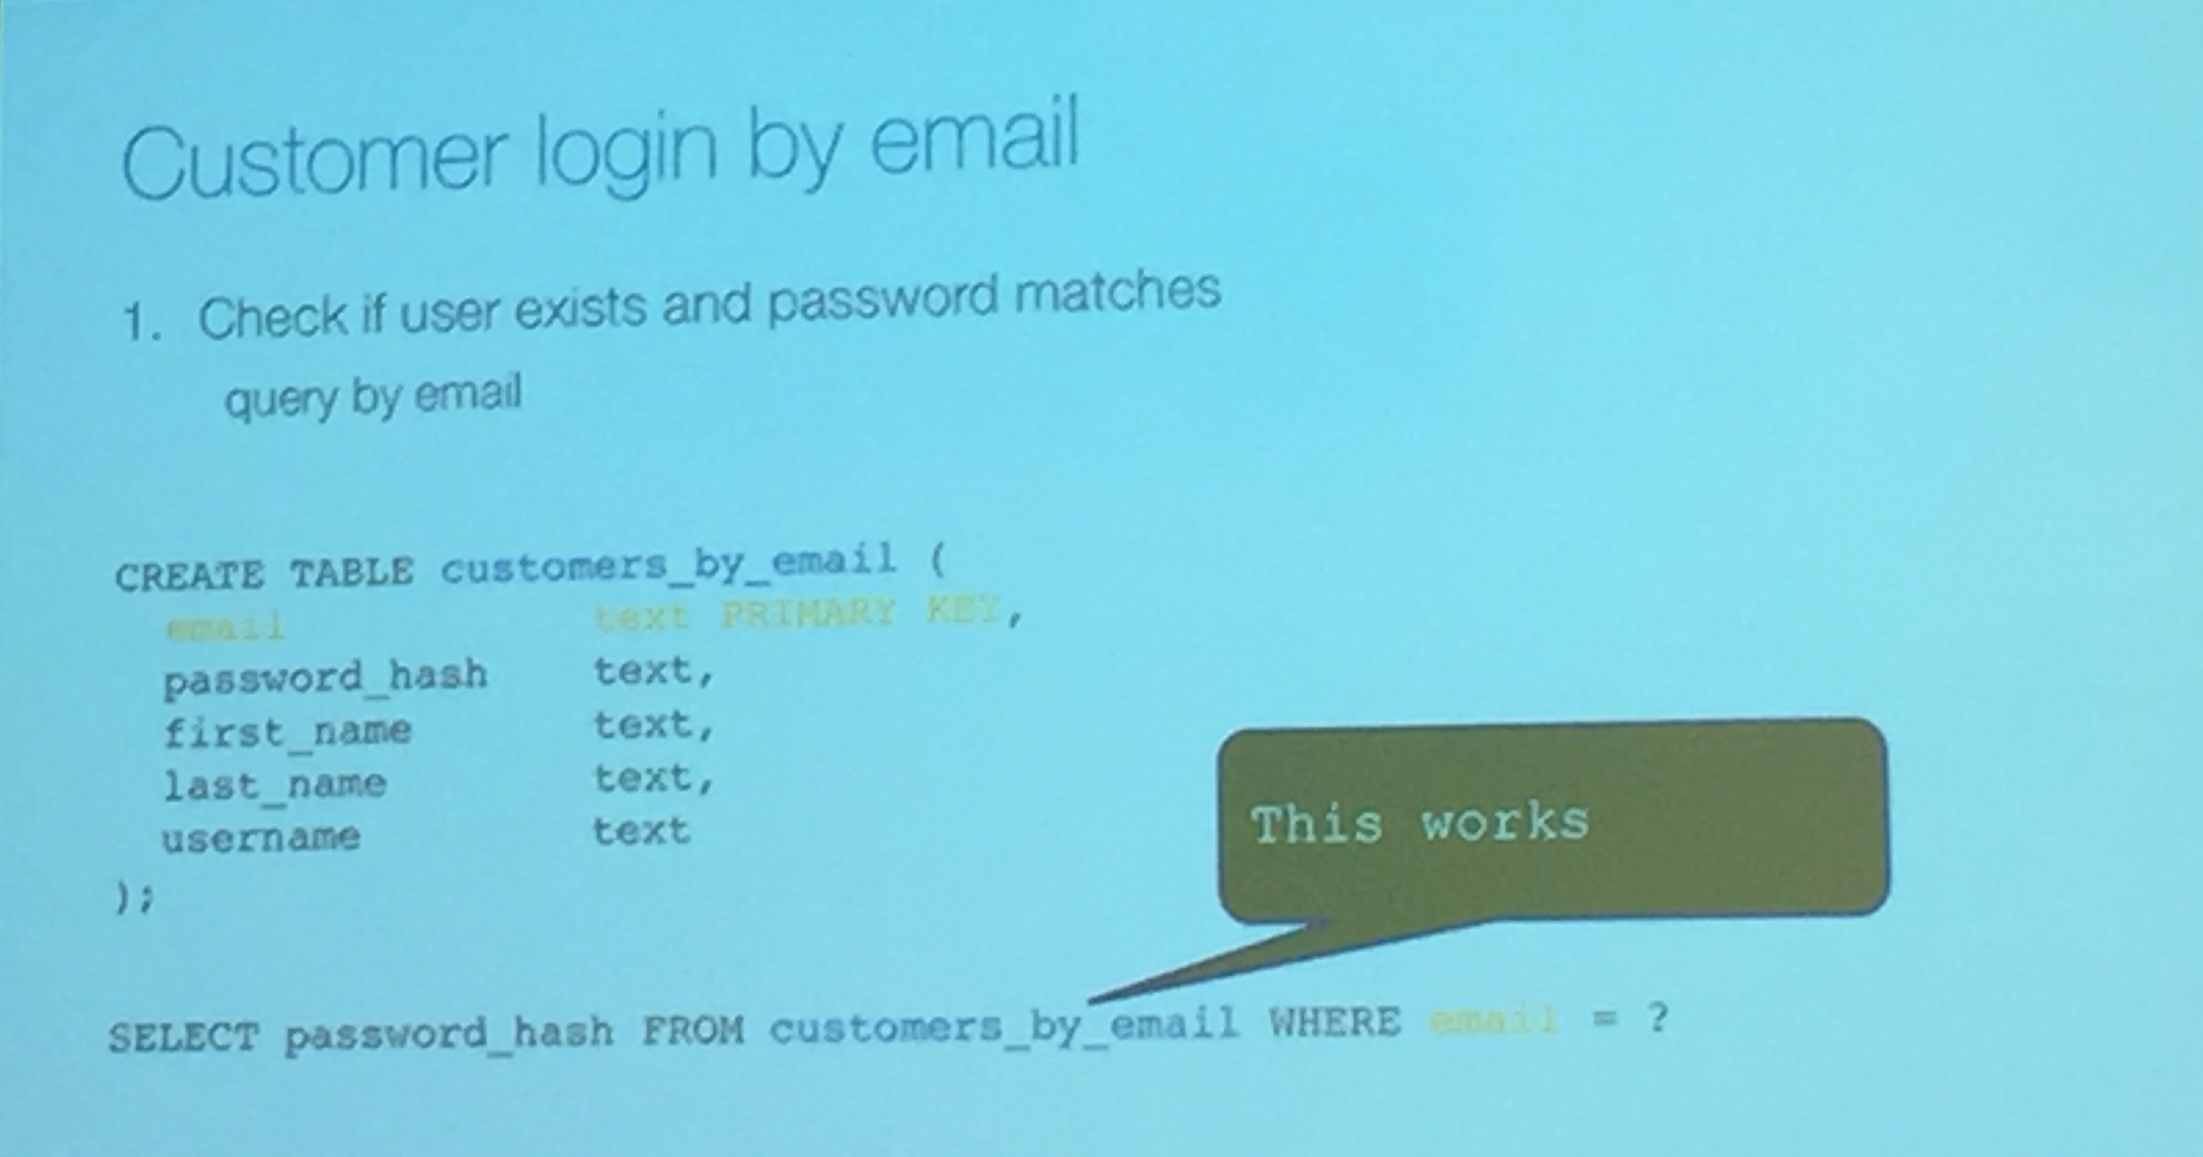 Customer login by email
1. Check if user exists and password matches
query by email
CREATE TABLE customers_by_email (
email text PRIMARY KEY,
password_hash text,
first_name text,
last_name text,
username text
);
This works
SELECT password_hash FROM customers_by_email WHERE email = ?